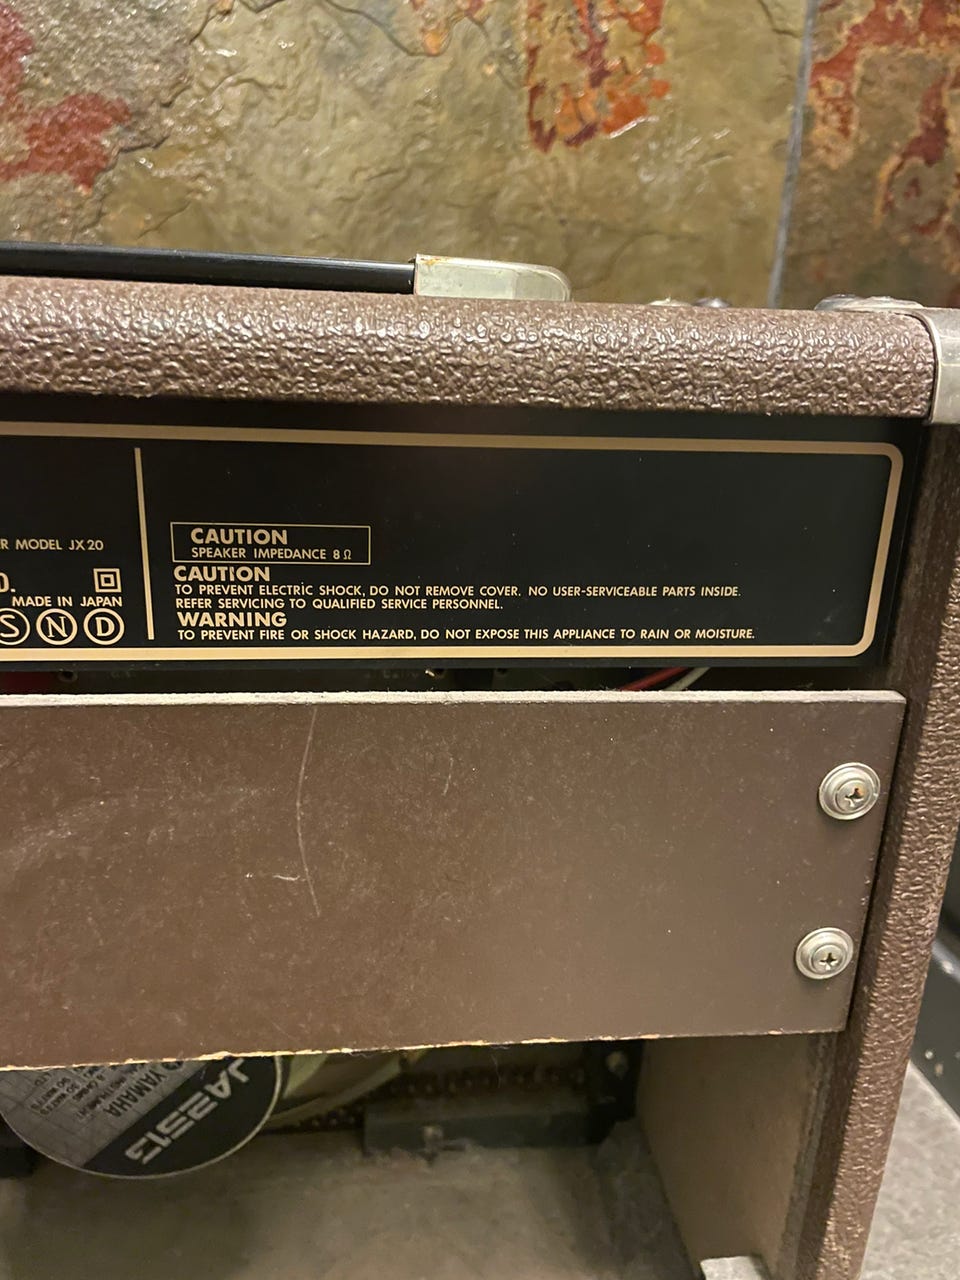 R MODEL JX20
D.
MADE IN JAPAN
S N D
CAUTION
SPEAKER IMPEDANCE 8Ω
CAUTION
TO PREVENT ELECTRIC SHOCK, DO NOT REMOVE COVER. NO USER-SERVICEABLE PARTS INSIDE.
REFER SERVICING TO QUALIFIED SERVICE PERSONNEL.
WARNING
TO PREVENT FIRE OR SHOCK HAZARD, DO NOT EXPOSE THIS APPLIANCE TO RAIN OR MOISTURE.
JA2513
YAMAHA